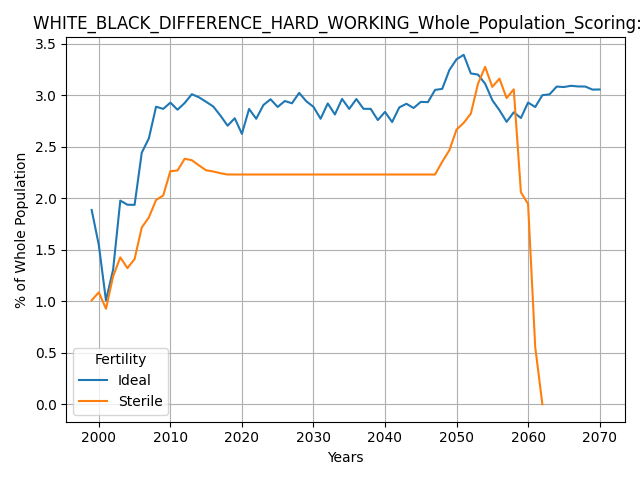 WHITE_BLACK_DIFFERENCE_HARD_WORKING_Whole_Population_Scoring:
3.5
3.0
2.5
2.0
1.5
1.0
0.5
0.0
% of Whole Population
Fertility
Ideal
Sterile
2000 2010 2020 2030 2040 2050 2060 2070
Years